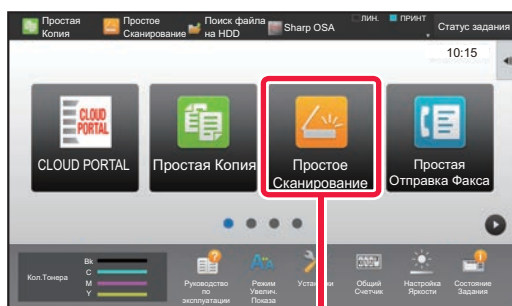 Простая
Копия
Простое
Сканирование
Поиск файла
на HDD
Sharp OSA
ЛИН.
ПРИНТ
Статус задания
10:15
CLOUD
PORTAL
CLOUD PORTAL
Простая Копия
Простое
Сканирование
Простая
Отправка Факса
Кол.Тонера
Bk
C
M
Y
Руководство
по
эксплуатации
Режим
Увелич.
Показа
Общий
Счетчик
Настройка
Яркости
Состояние
Задания